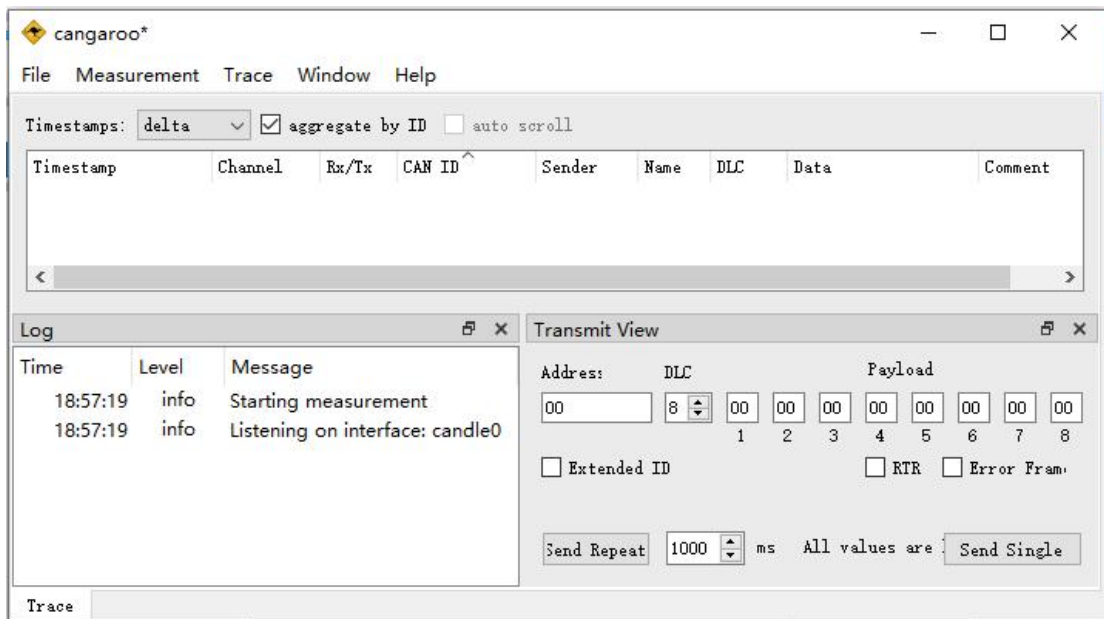 cangaroo*
File Measurement Trace Window Help
Timestamps: delta aggregate by ID auto scroll
Timestamp Channel Rx/Tx CAN ID Sender Name DLC Data Comment
Log
Time Level Message
18:57:19 info Starting measurement
18:57:19 info Listening on interface: candle0
Transmit View
Addres: DLC Payload
00 8 00 00 00 00 00 00 00 00
1 2 3 4 5 6 7 8
Extended ID RTR Error Fram
Send Repeat 1000 ms All values are Send Single
Trace